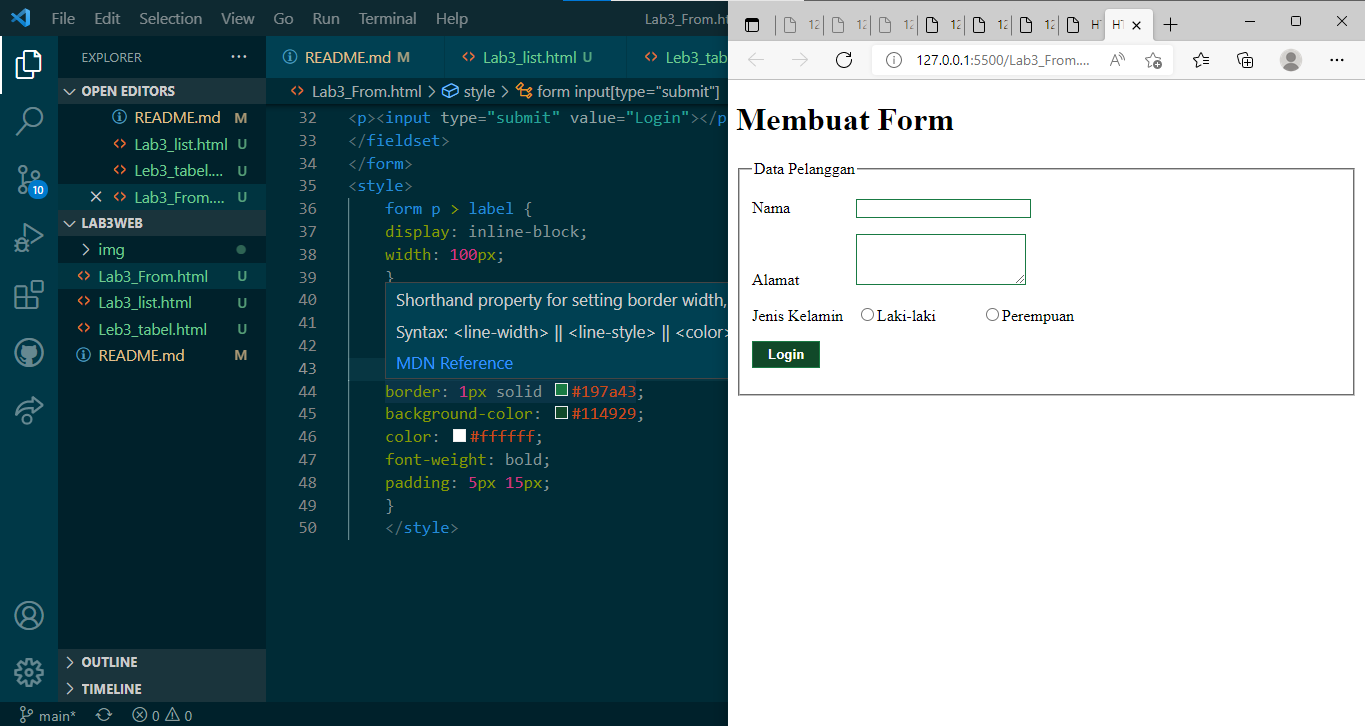 File Edit Selection View Go Run Terminal Help Lab3_From.ht
EXPLORER
OPEN EDITORS
README.md M
Lab3_list.html U
Leb3_tabel.... U
Lab3_From.... U
LAB3WEB
img
Lab3_From.html U
Lab3_list.html U
Leb3_tabel.html U
README.md M
OUTLINE
TIMELINE
10
README.md M Lab3_list.html U Leb3_tab
Lab3_From.html > style > form input[type="submit"]
32 <p><input type="submit" value="Login"></p
33 </fieldset>
34 </form>
35 <style>
36 form p > label {
37 display: inline-block;
38 width: 100px;
39 }
40
41
42
43
Shorthand property for setting border width,
Syntax: <line-width> || <line-style> || <color>
MDN Reference
44 border: 1px solid #197a43;
45 background-color: #114929;
46 color: #ffffff;
47 font-weight: bold;
48 padding: 5px 15px;
49 }
50 </style>
main* 0 0
12 12 12 12 12 12 HT HT
127.0.0.1:5500/Lab3_From....
Membuat Form
Data Pelanggan
Nama
Alamat
Jenis Kelamin Laki-laki Perempuan
Login